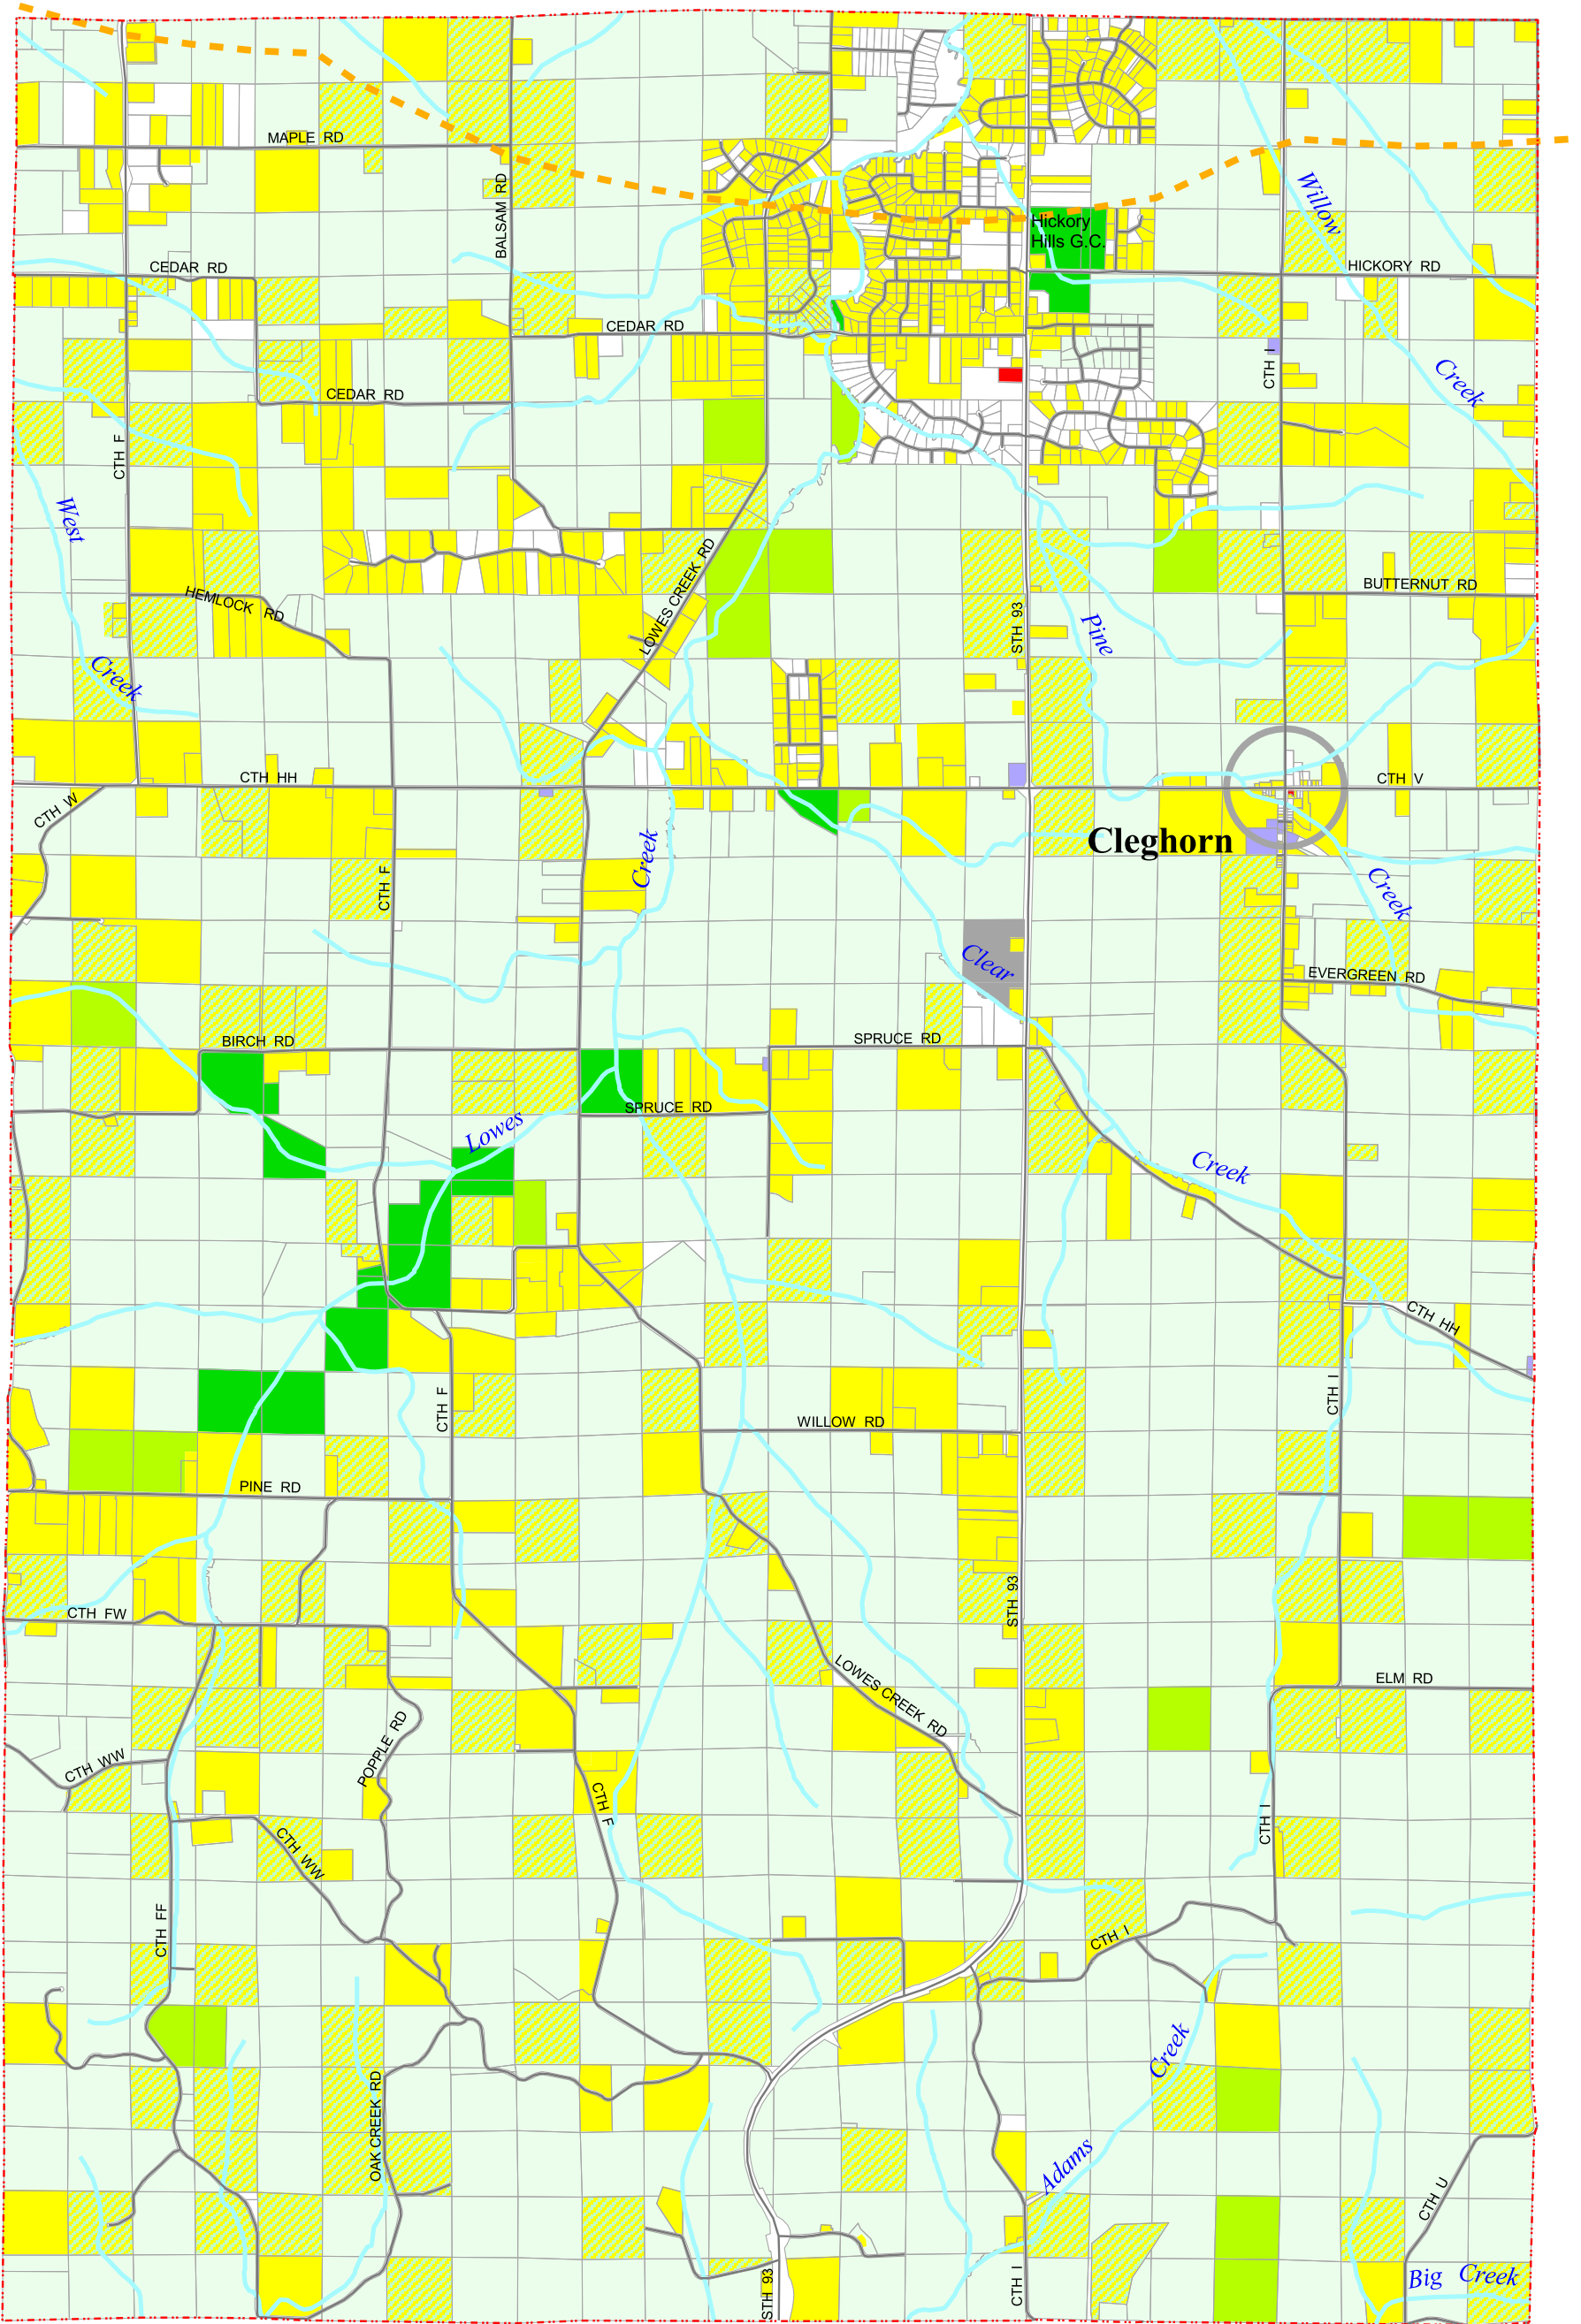 MAPLE RD
BALSAM RD
Willow
Hickory
Hills G.C.
CEDAR RD
HICKORY RD
CEDAR RD
CTH I
Creek
CEDAR RD
CTH F
West
LOWES CREEK RD
BUTTERNUT RD
HEMLOCK RD
STH 93
Pine
Creek
CTH HH
CTH V
CTH W
Cleghorn
Creek
CTH F
Creek
Clear
EVERGREEN RD
BIRCH RD
SPRUCE RD
SPRUCE RD
Lowes
Creek
CTH HH
CTH F
CTH I
WILLOW RD
PINE RD
STH 93
CTH FW
LOWES CREEK RD
ELM RD
POPPLE RD
CTH WW
CTH F
CTH I
CTH WW
CTH FF
CTH I
Creek
OAK CREEK RD
Adams
CTH U
STH 93
CTH I
Big Creek